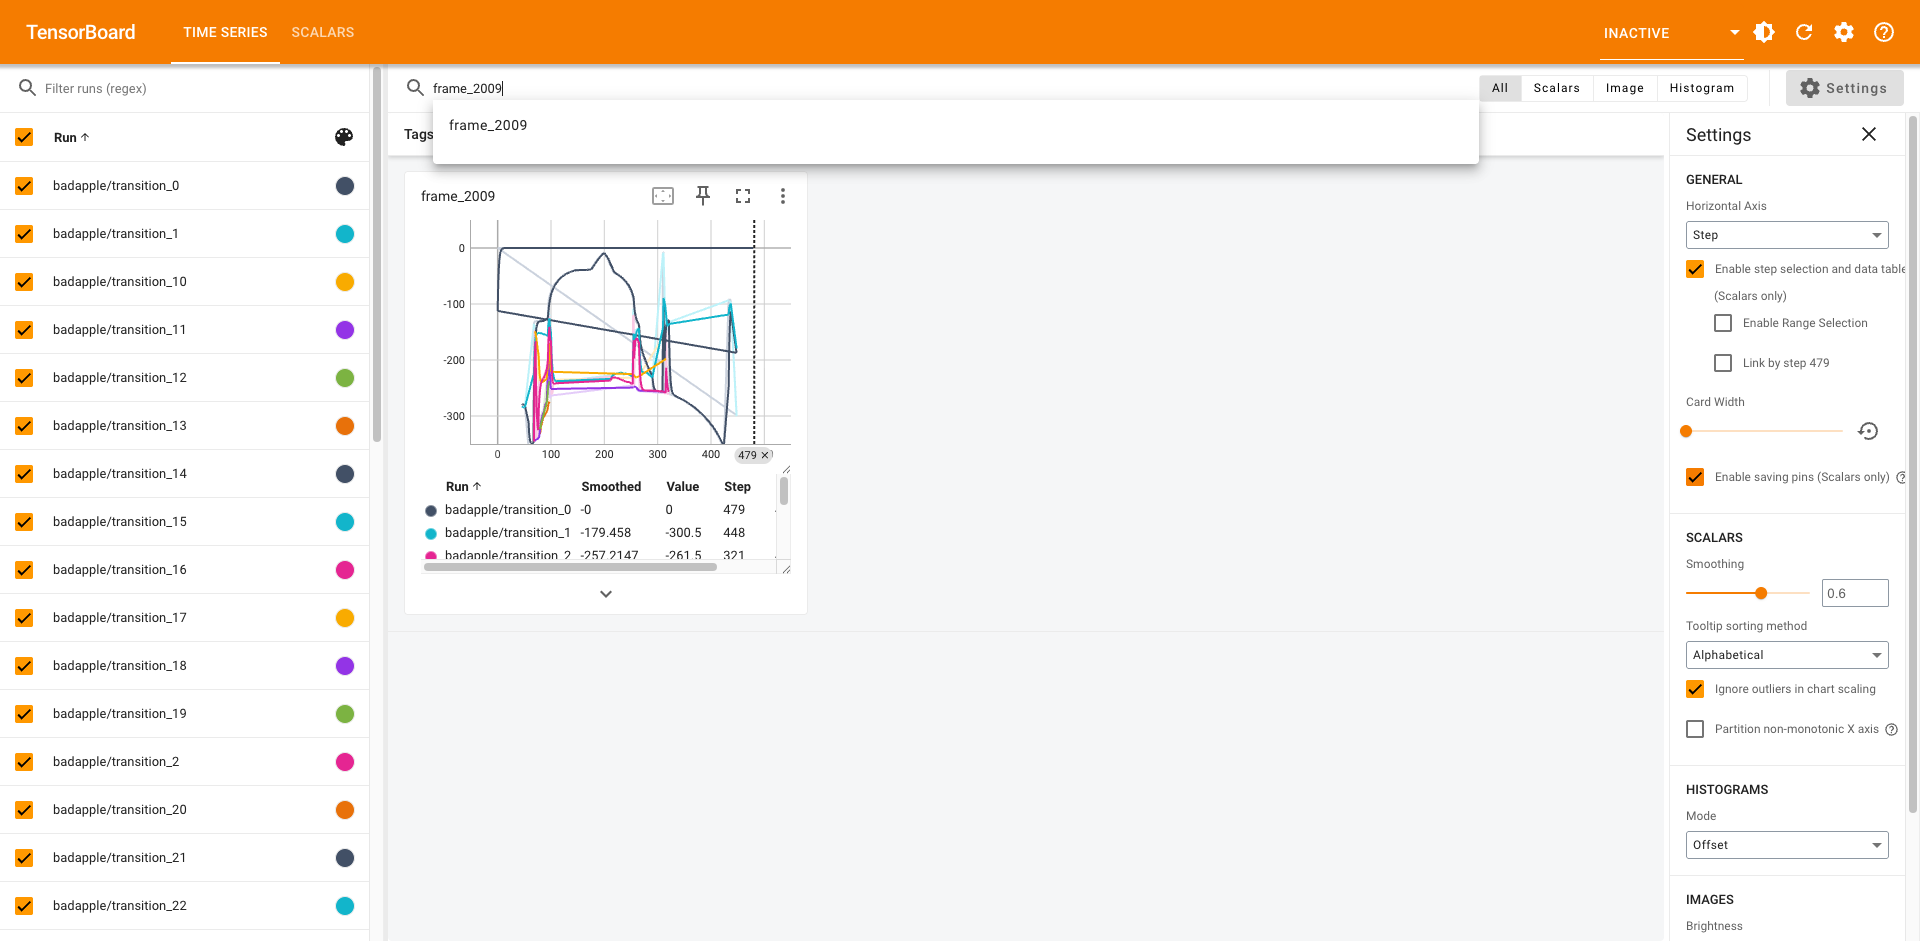 TensorBoard TIME SERIES SCALARS INACTIVE
Filter runs (regex)
Run
badapple/transition_0
badapple/transition_1
badapple/transition_10
badapple/transition_11
badapple/transition_12
badapple/transition_13
badapple/transition_14
badapple/transition_15
badapple/transition_16
badapple/transition_17
badapple/transition_18
badapple/transition_19
badapple/transition_2
badapple/transition_20
badapple/transition_21
badapple/transition_22
frame_2009
All Scalars Image Histogram
Settings
frame_2009
Tags
frame_2009
0
-100
-200
-300
0 100 200 300 400 479
Run Smoothed Value Step
badapple/transition_0 -0 0 479
badapple/transition_1 -179.458 -300.5 448
badapple/transition_2 -257.2147 -261.5 321
Settings
GENERAL
Horizontal Axis
Step
Enable step selection and data table
(Scalars only)
Enable Range Selection
Link by step 479
Card Width
Enable saving pins (Scalars only)
SCALARS
Smoothing
0.6
Tooltip sorting method
Alphabetical
Ignore outliers in chart scaling
Partition non-monotonic X axis
HISTOGRAMS
Mode
Offset
IMAGES
Brightness